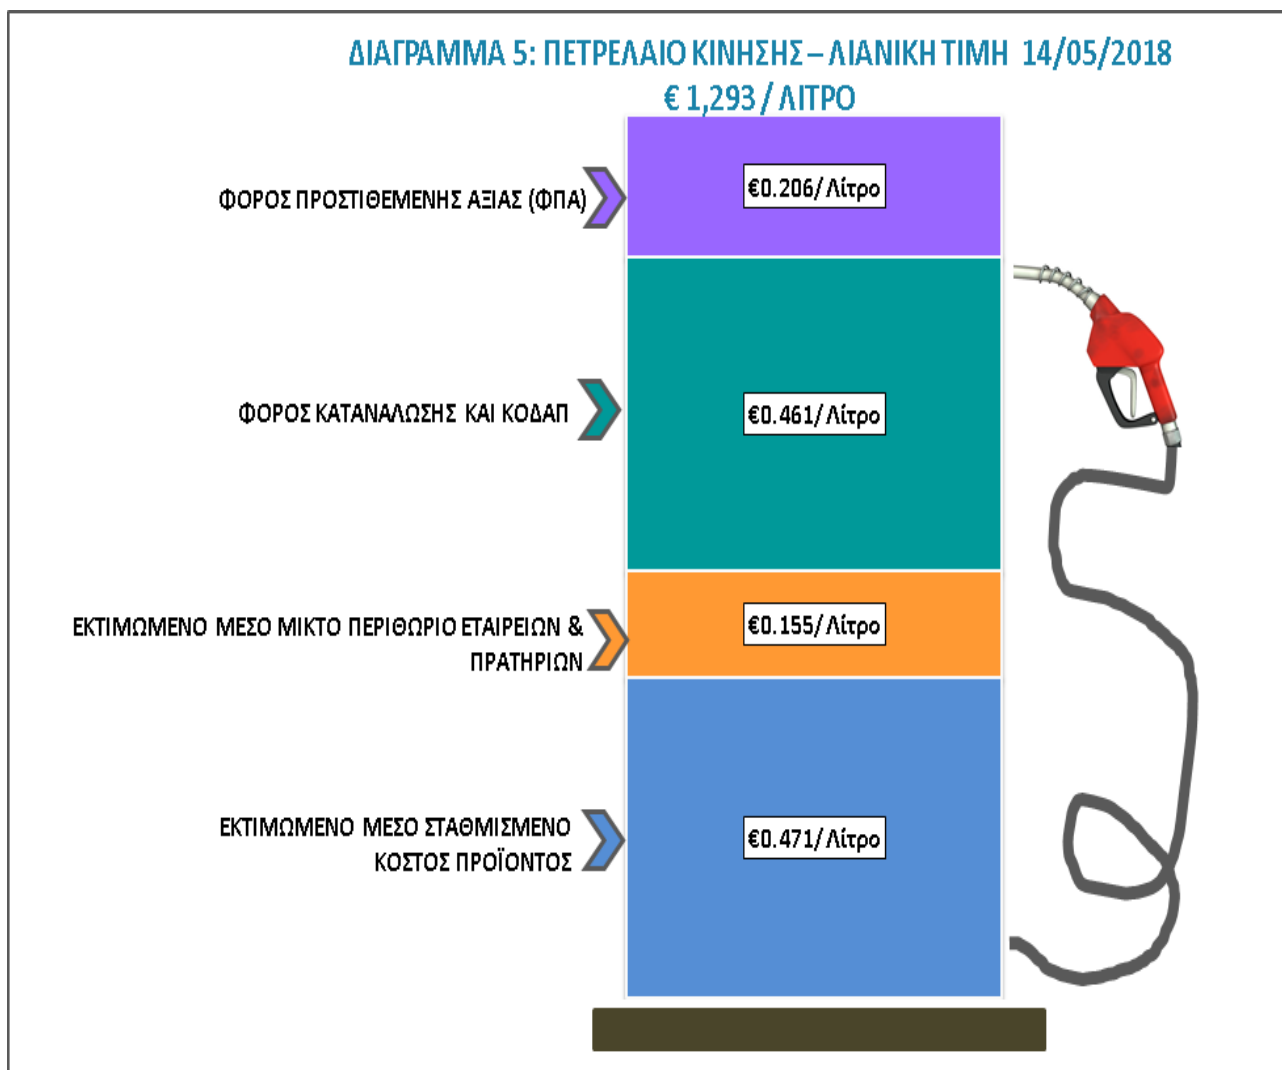 ΔΙΑΓΡΑΜΜΑ 5: ΠΕΤΡΕΛΑΙΟ ΚΙΝΗΣΗΣ – ΛΙΑΝΙΚΗ ΤΙΜΗ 14/05/2018
€ 1,293 / ΛΙΤΡΟ
ΦΟΡΟΣ ΠΡΟΣΤΙΘΕΜΕΝΗΣ ΑΞΙΑΣ (ΦΠΑ)
€0.206/Λίτρο
ΦΟΡΟΣ ΚΑΤΑΝΑΛΩΣΗΣ ΚΑΙ ΚΟΔΑΠ
€0.461/Λίτρο
ΕΚΤΙΜΩΜΕΝΟ ΜΕΣΟ ΜΙΚΤΟ ΠΕΡΙΘΩΡΙΟ ΕΤΑΙΡΕΙΩΝ &
ΠΡΑΤΗΡΙΩΝ
€0.155/Λίτρο
ΕΚΤΙΜΩΜΕΝΟ ΜΕΣΟ ΣΤΑΘΜΙΣΜΕΝΟ
ΚΟΣΤΟΣ ΠΡΟΪΟΝΤΟΣ
€0.471/Λίτρο